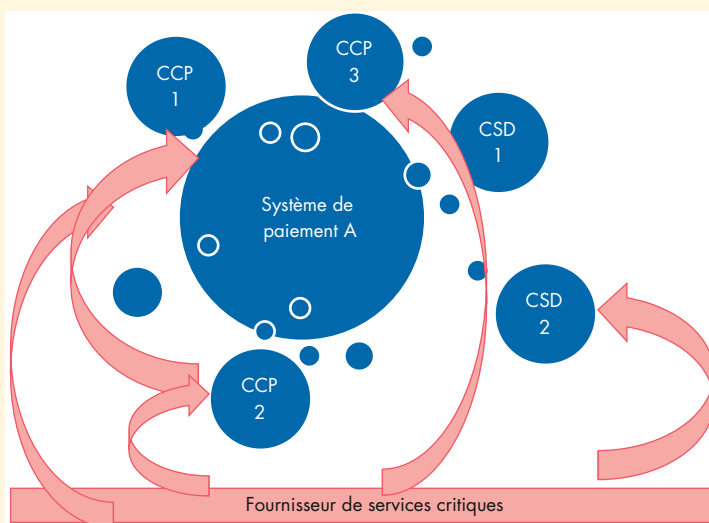 CCP
1
CCP
3
CSD
1
Système de
paiement A
CSD
2
CCP
2
Fournisseur de services critiques